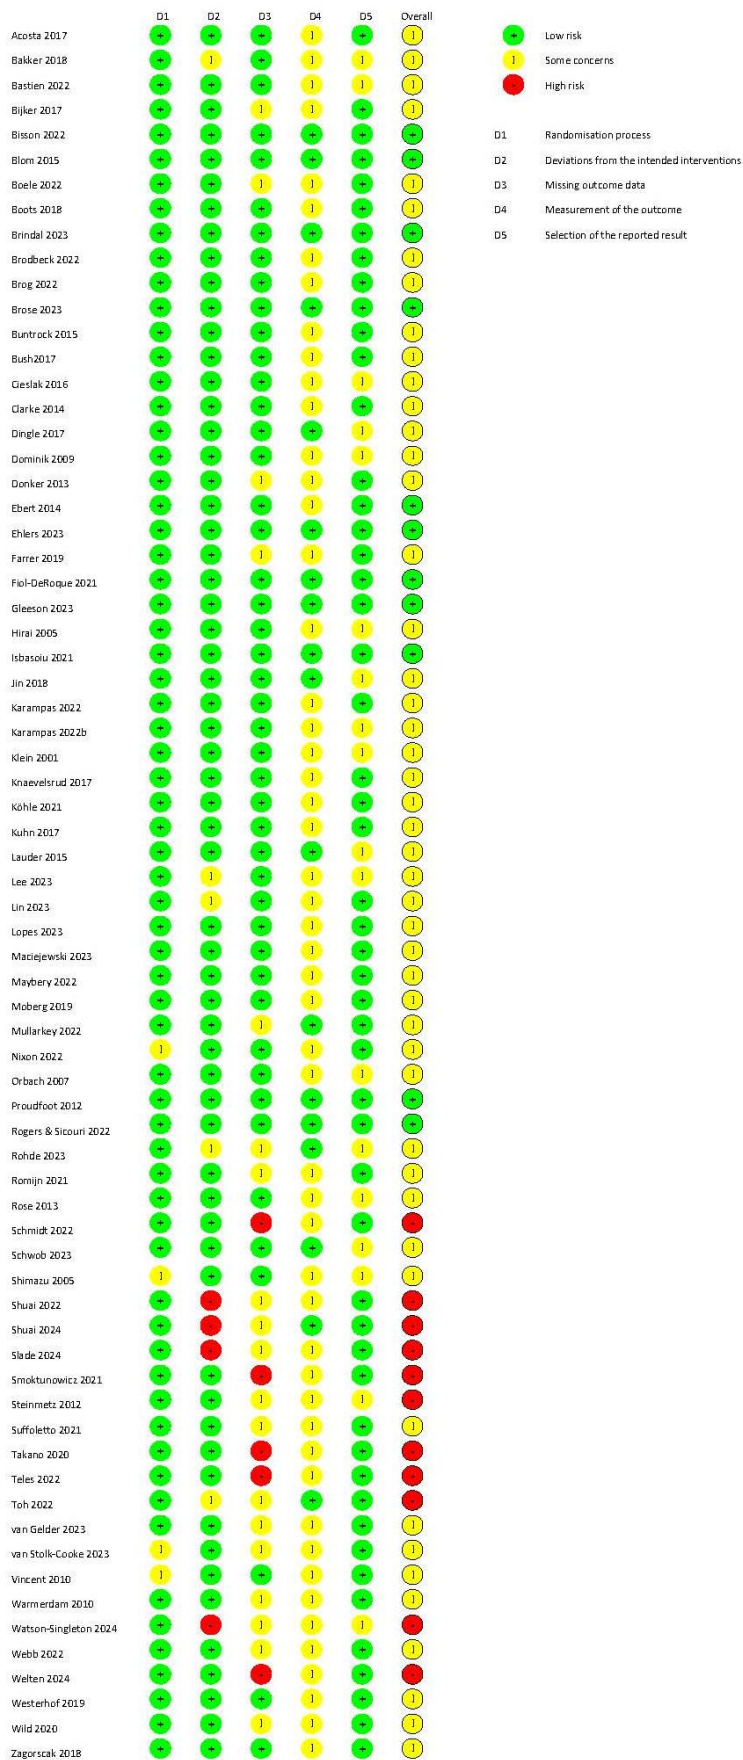 D1 D2 D3 D4 D5 Overall
Acosta 2017
Bakker 2018
Bastien 2022
Bijker 2017
Bisson 2022
Blom 2015
Boele 2022
Boots 2018
Brindal 2023
Brodbeck 2022
Brog 2022
Brose 2023
Buntrock 2015
Bush2017
Cieslak 2016
Clarke 2014
Dingle 2017
Dominik 2009
Donker 2013
Ebert 2014
Ehlers 2023
Farrer 2019
Fiol-DeRoque 2021
Gleeson 2023
Hirai 2005
Isbasoiu 2021
Jin 2018
Karampas 2022
Karampas 2022b
Klein 2001
Knaevelsrud 2017
Köhle 2021
Kuhn 2017
Lauder 2015
Lee 2023
Lin 2023
Lopes 2023
Maciejewski 2023
Maybery 2022
Moberg 2019
Mullarkey 2022
Nixon 2022
Orbach 2007
Proudfoot 2012
Rogers & Sicouri 2022
Rohde 2023
Romijn 2021
Rose 2013
Schmidt 2022
Schwob 2023
Shimazu 2005
Shuai 2022
Shuai 2024
Slade 2024
Smoktunowicz 2021
Steinmetz 2012
Suffoletto 2021
Takano 2020
Teles 2022
Toh 2022
van Gelder 2023
van Stolk-Cooke 2023
Vincent 2010
Warmerdam 2010
Watson-Singleton 2024
Webb 2022
Welten 2024
Westerhof 2019
Wild 2020
Zagorscak 2018
Low risk
Some concerns
High risk
D1 Randomisation process
D2 Deviations from the intended interventions
D3 Missing outcome data
D4 Measurement of the outcome
D5 Selection of the reported result